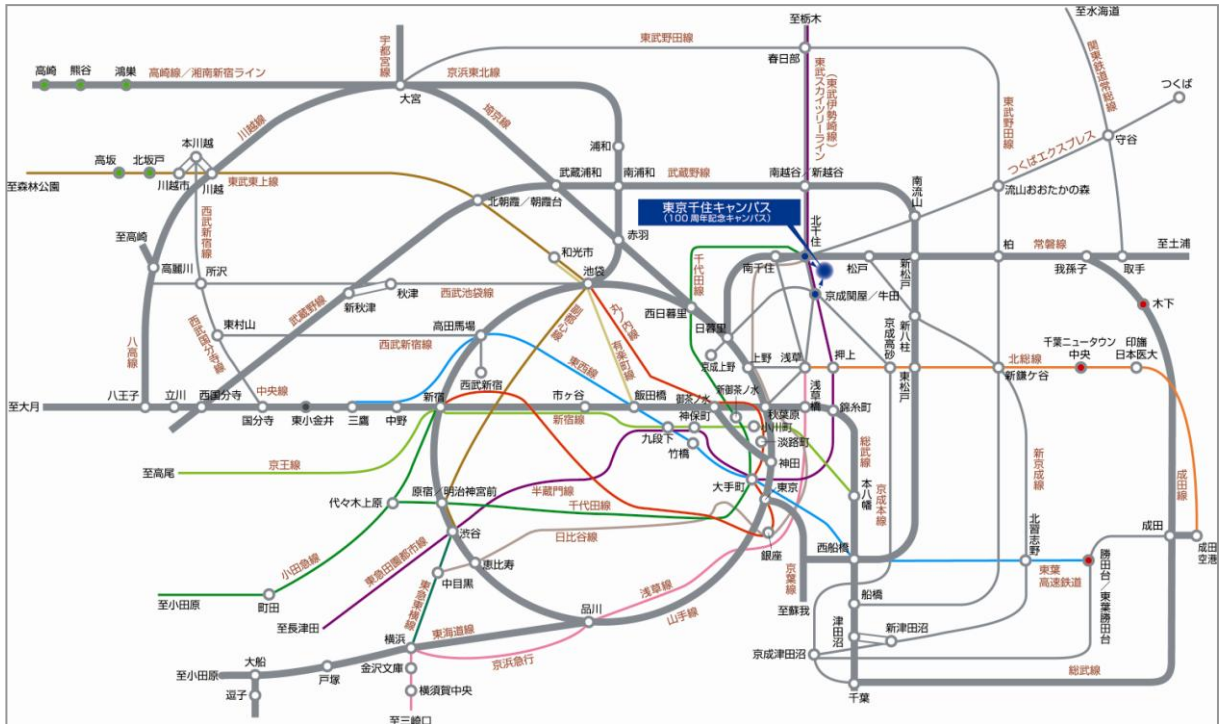 至栃木
至水海道
宇都宮線
東武野田線
春日部
関東鉄道常総線
つくば
高崎
熊谷
鴻巣
高崎線／湘南新宿ライン
京浜東北線
大宮
東武スカイツリーライン
（東武伊勢崎線）
東武野田線
埼京線
川越線
本川越
浦和
つくばエクスプレス
守谷
高坂
北坂戸
川越市
川越
東武東上線
至森林公園
武蔵浦和
南浦和
武蔵野線
南越谷／新越谷
南流山
流山おおたかの森
北朝霞／朝霞台
東京千住キャンパス
（100周年記念キャンパス）
北千住
西武新宿線
至高崎
赤羽
和光市
千代田線
南千住
松戸
新松戸
柏
常磐線
我孫子
取手
至土浦
高麗川
所沢
池袋
秋津
新秋津
西武池袋線
京成関屋／牛田
木下
西日暮里
丸ノ内線
副都心線
有楽町線
東村山
武蔵野線
西武国分寺線
西武新宿線
高田馬場
日暮里
京成高砂
新八柱
八高線
京成上野
上野
浅草
押上
北総線
千葉ニュータウン
中央
印旛
日本医大
西武新宿
東西線
東松戸
新鎌ケ谷
中央線
至大月
八王子
立川
西国分寺
国分寺
東小金井
三鷹
中野
新宿
市ヶ谷
飯田橋
御茶ノ水
新御茶ノ水
秋葉原
浅草橋
錦糸町
新宿線
神保町
小川町
九段下
竹橋
淡路町
神田
総武線
京王線
至高尾
大手町
東京
本八幡
京成本線
新京成線
成田線
代々木上原
原宿／明治神宮前
半蔵門線
千代田線
渋谷
日比谷線
銀座
西船橋
北習志野
成田
成田
空港
小田急線
東急田園都市線
恵比寿
中目黒
京葉線
東葉
高速鉄道
勝田台／東葉勝田台
至小田原
町田
東急東横線
浅草線
山手線
至蘇我
船橋
至長津田
品川
津田沼
新津田沼
横浜
東海道線
京浜急行
京成津田沼
至小田原
大船
戸塚
金沢文庫
総武線
逗子
横須賀中央
千葉
至三崎口